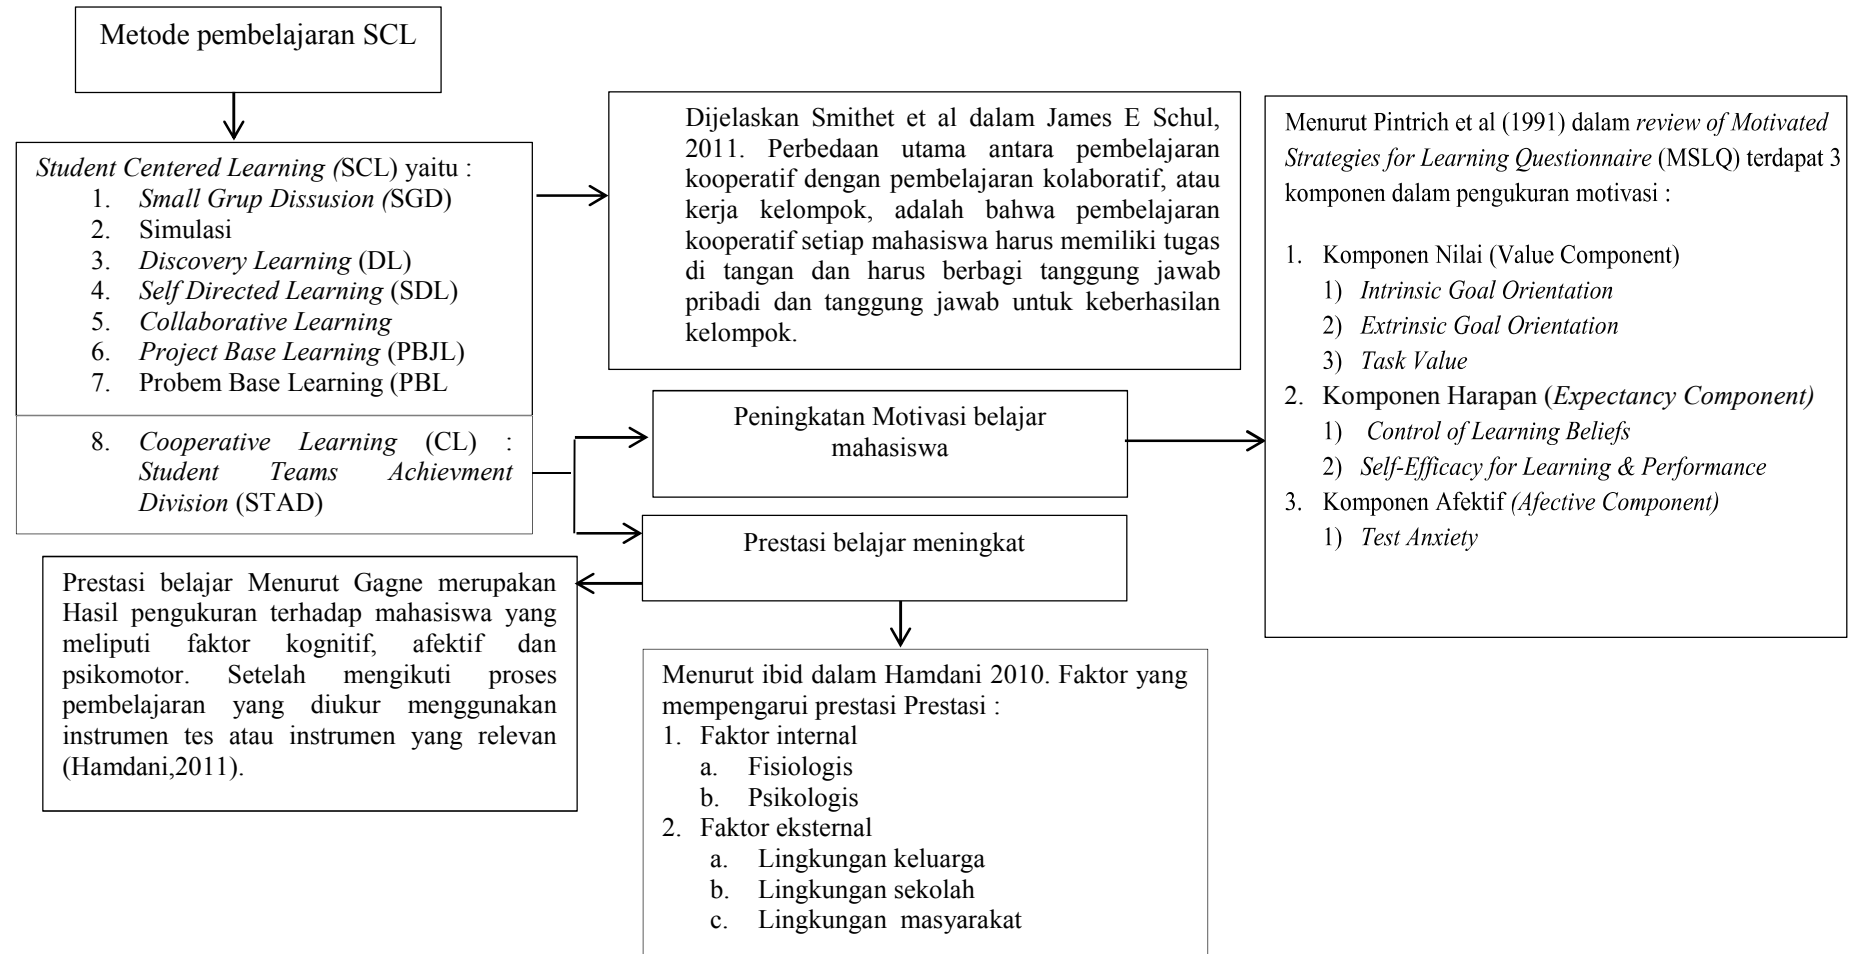 Metode pembelajaran SCL
Student Centered Learning (SCL) yaitu :
1. Small Grup Dissusion (SGD)
2. Simulasi
3. Discovery Learning (DL)
4. Self Directed Learning (SDL)
5. Collaborative Learning
6. Project Base Learning (PBJL)
7. Probem Base Learning (PBL
8. Cooperative Learning (CL) :
Student Teams Achievment
Division (STAD)
Dijelaskan Smithet et al dalam James E Schul,
2011. Perbedaan utama antara pembelajaran
kooperatif dengan pembelajaran kolaboratif, atau
kerja kelompok, adalah bahwa pembelajaran
kooperatif setiap mahasiswa harus memiliki tugas
di tangan dan harus berbagi tanggung jawab
pribadi dan tanggung jawab untuk keberhasilan
kelompok.
Peningkatan Motivasi belajar
mahasiswa
Prestasi belajar meningkat
Menurut Pintrich et al (1991) dalam review of Motivated
Strategies for Learning Questionnaire (MSLQ) terdapat 3
komponen dalam pengukuran motivasi :
1. Komponen Nilai (Value Component)
1) Intrinsic Goal Orientation
2) Extrinsic Goal Orientation
3) Task Value
2. Komponen Harapan (Expectancy Component)
1) Control of Learning Beliefs
2) Self-Efficacy for Learning & Performance
3. Komponen Afektif (Afective Component)
1) Test Anxiety
Prestasi belajar Menurut Gagne merupakan
Hasil pengukuran terhadap mahasiswa yang
meliputi faktor kognitif, afektif dan
psikomotor. Setelah mengikuti proses
pembelajaran yang diukur menggunakan
instrumen tes atau instrumen yang relevan
(Hamdani,2011).
Menurut ibid dalam Hamdani 2010. Faktor yang
mempengarui prestasi Prestasi :
1. Faktor internal
a. Fisiologis
b. Psikologis
2. Faktor eksternal
a. Lingkungan keluarga
b. Lingkungan sekolah
c. Lingkungan masyarakat